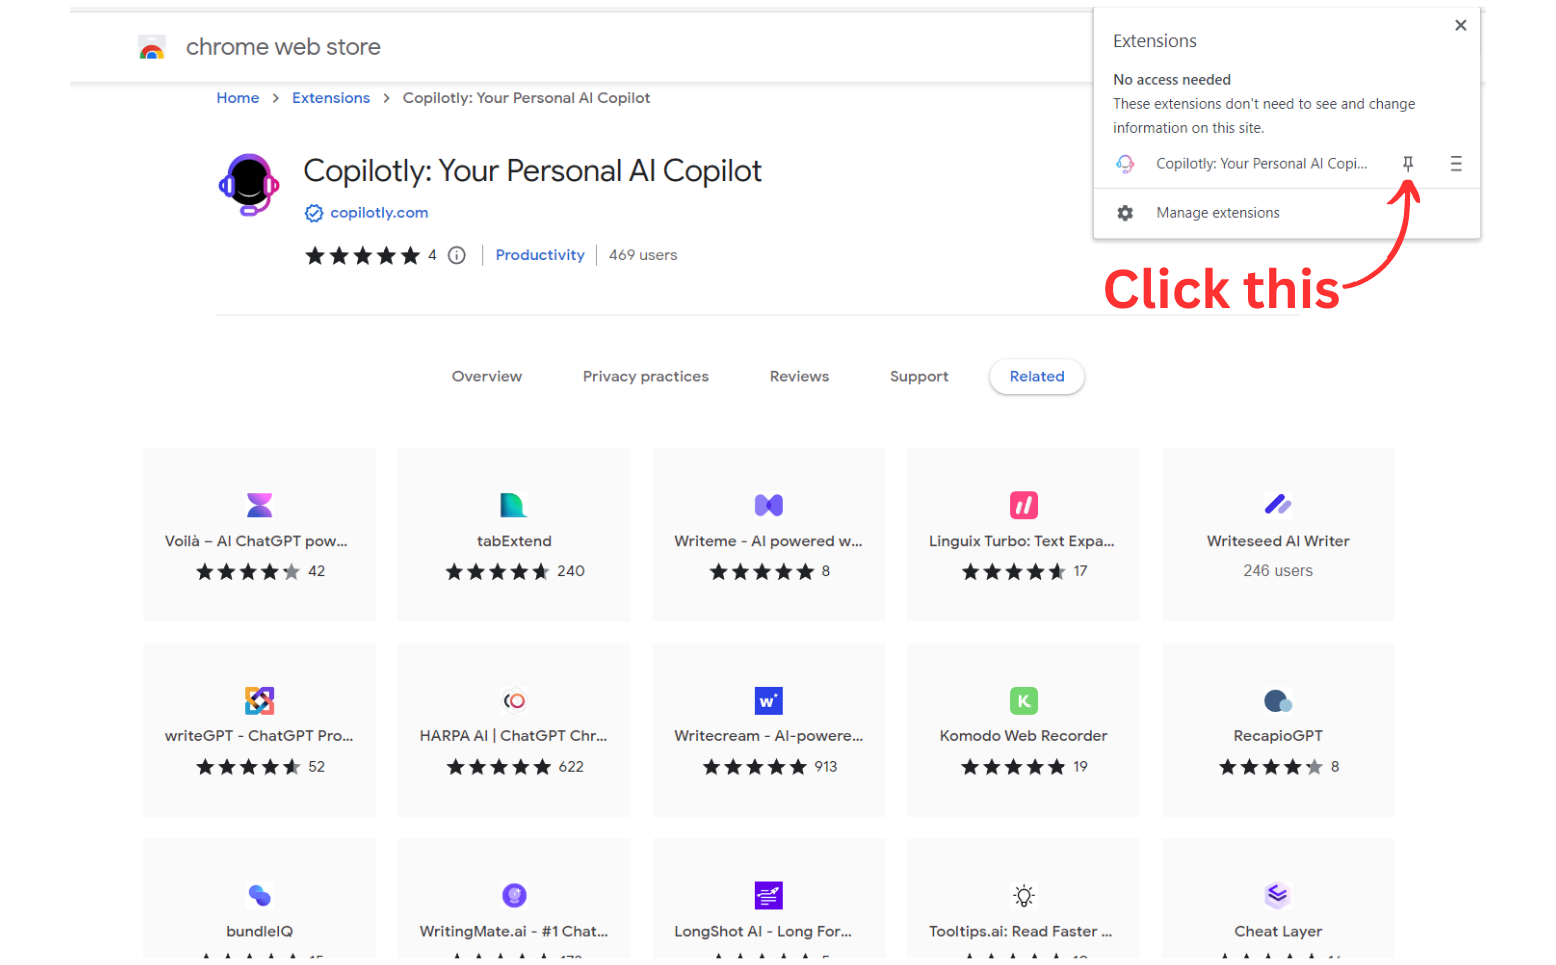 chrome web store
Home > Extensions > Copilotly: Your Personal AI Copilot
Copilotly: Your Personal AI Copilot
copilotly.com
4
Productivity
469 users
Extensions
No access needed
These extensions don't need to see and change
information on this site.
Copilotly: Your Personal AI Copi...
Manage extensions
Click this
Overview
Privacy practices
Reviews
Support
Related
Voilà – AI ChatGPT pow...
42
tabExtend
240
Writeme - AI powered w...
8
Linguix Turbo: Text Expa...
17
Writeseed AI Writer
246 users
writeGPT - ChatGPT Pro...
52
HARPA AI | ChatGPT Chr...
622
Writecream - AI-powere...
913
K
Komodo Web Recorder
19
RecapioGPT
8
bundleIQ
WritingMate.ai - #1 Chat...
LongShot AI - Long For...
Tooltips.ai: Read Faster ...
Cheat Layer